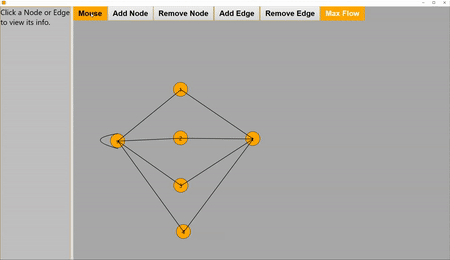 Click a Node or Edge
to view its info.
Mouse Add Node Remove Node Add Edge Remove Edge Max Flow
2